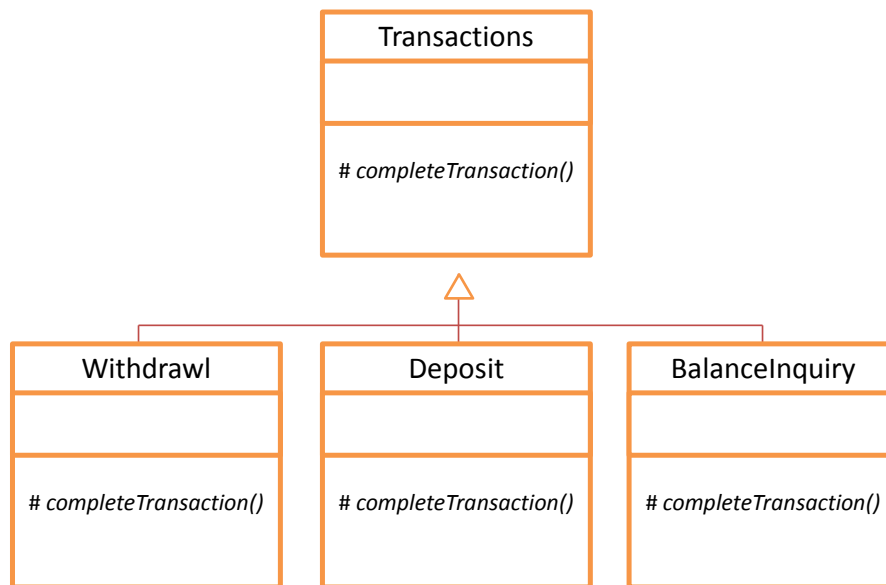 Transactions
# completeTransaction()
Withdrawl
Deposit
BalanceInquiry
# completeTransaction()
# completeTransaction()
# completeTransaction()